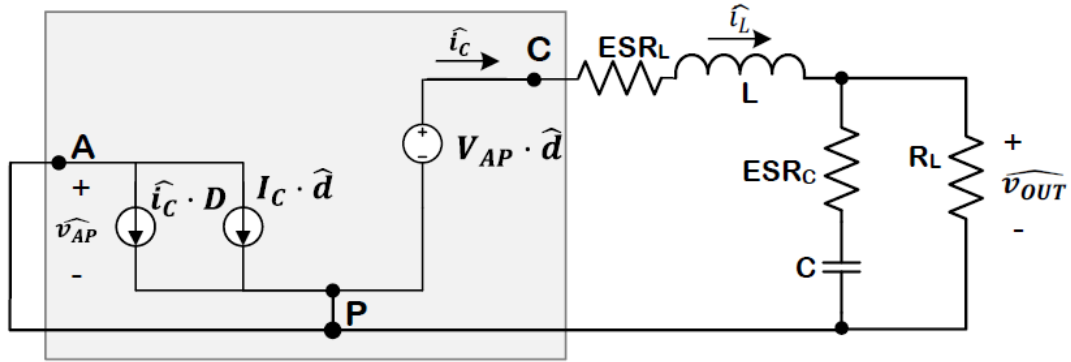 î_C
C
ESR_L
î_L
L
A
+
v̂_AP
-
î_C · D
I_C · d̂
+
-
V_AP · d̂
P
ESR_C
C
R_L
+
v̂_OUT
-